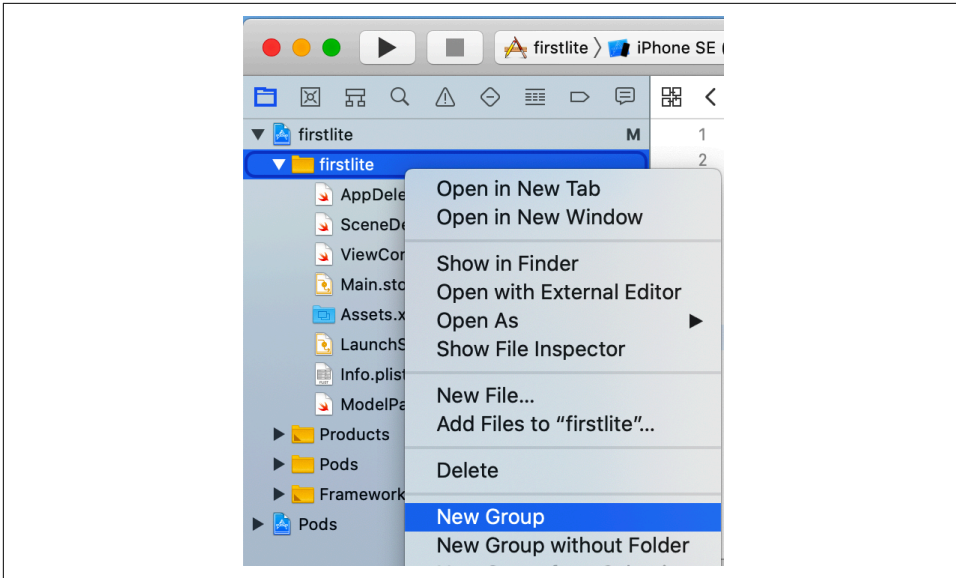 firstlite 〉 iPhone SE (
firstlite M
firstlite
AppDele
SceneDe
ViewCor
Main.sto
Assets.x
LaunchS
Info.plist
ModelPa
Products
Pods
Framework
Pods
1
2
Open in New Tab
Open in New Window
Show in Finder
Open with External Editor
Open As
Show File Inspector
New File...
Add Files to “firstlite”...
Delete
New Group
New Group without Folder